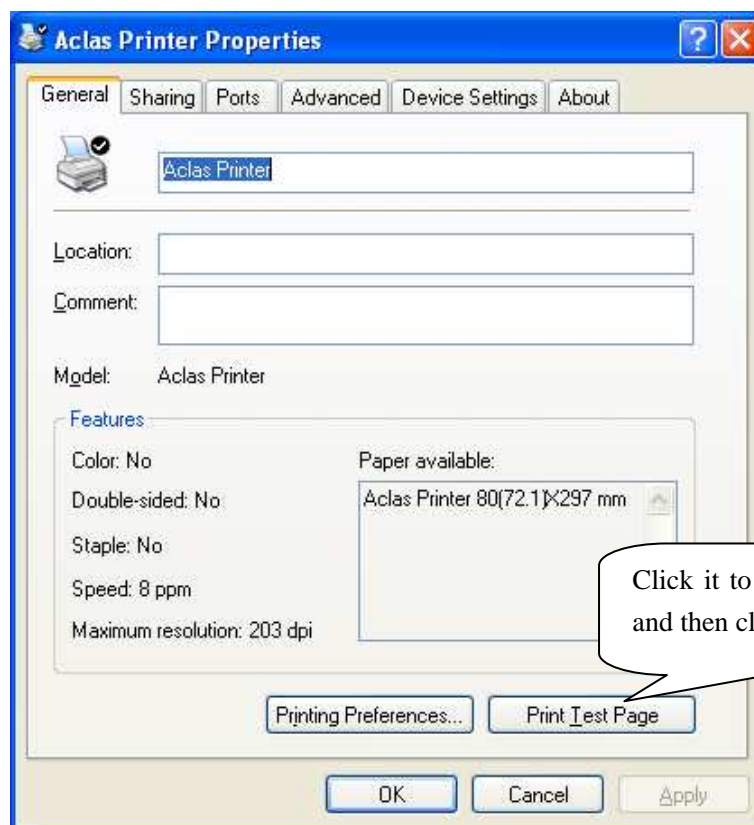 Aclas Printer Properties
General Sharing Ports Advanced Device Settings About
Aclas Printer
Location:
Comment:
Model: Aclas Printer
Features
Color: No
Paper available:
Double-sided: No
Aclas Printer 80(72.1)X297 mm
Staple: No
Speed: 8 ppm
Maximum resolution: 203 dpi
Click it to
and then
Printing Preferences... Print Test Page
OK Cancel Apply